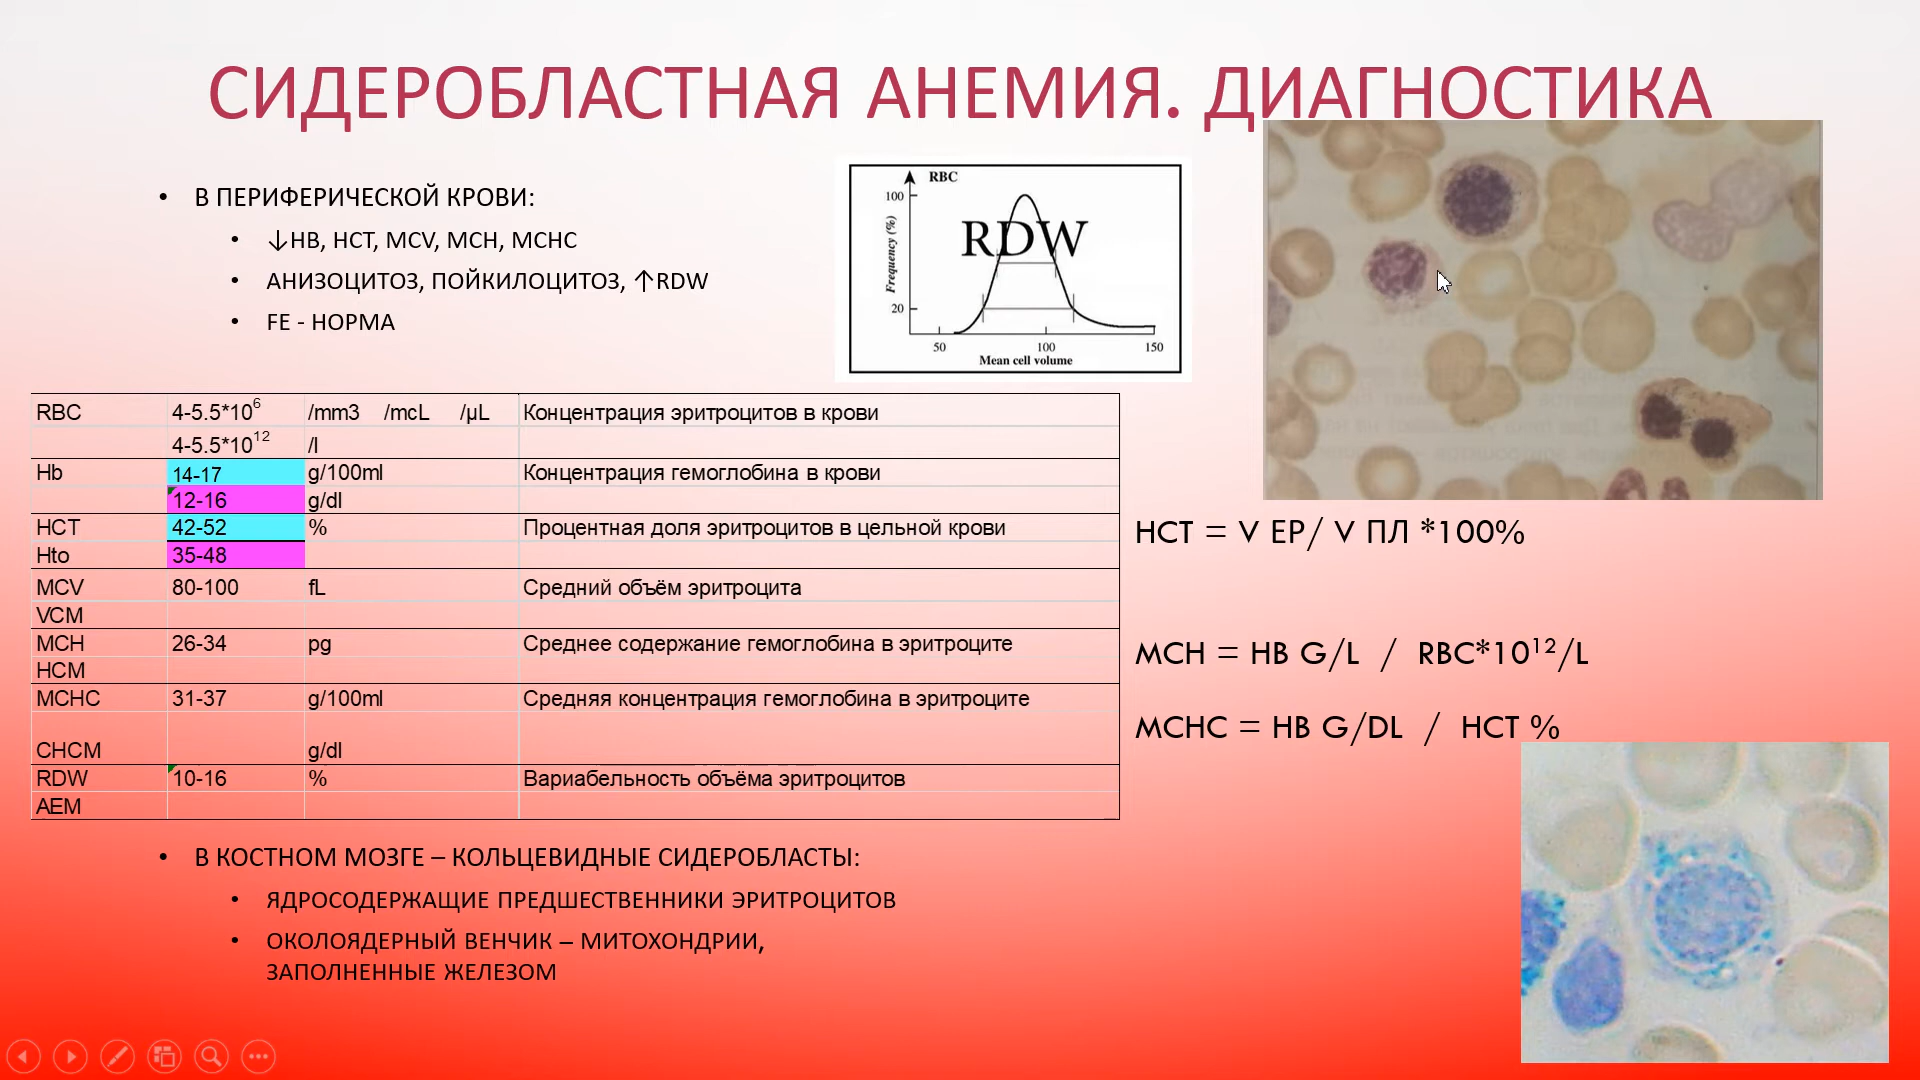 СИДЕРОБЛАСТНАЯ АНЕМИЯ. ДИАГНОСТИКА
• В ПЕРИФЕРИЧЕСКОЙ КРОВИ:
• ↓HB, HCT, MCV, MCH, MCHC
• АНИЗОЦИТОЗ, ПОЙКИЛОЦИТОЗ, ↑RDW
• FE - НОРМА
RBC
100
RDW
Frequency (%)
20
50 100 150
Mean cell volume
RBC 4-5.5*10⁶ /mm3 /mcL /µL Концентрация эритроцитов в крови
4-5.5*10¹² /l
Hb 14-17 g/100ml Концентрация гемоглобина в крови
12-16 g/dl
HCT 42-52 % Процентная доля эритроцитов в цельной крови
Hto 35-48
MCV 80-100 fL Средний объём эритроцита
VCM
MCH 26-34 pg Среднее содержание гемоглобина в эритроците
HCM
MCHC 31-37 g/100ml Средняя концентрация гемоглобина в эритроците
CHCM g/dl
RDW 10-16 % Вариабельность объёма эритроцитов
AEM
HCT = V ЕР/ V ПЛ *100%
MCH = HB G/L / RBC*10¹²/L
MCHC = HB G/DL / HCT %
• В КОСТНОМ МОЗГЕ – КОЛЬЦЕВИДНЫЕ СИДЕРОБЛАСТЫ:
• ЯДРОСОДЕРЖАЩИЕ ПРЕДШЕСТВЕННИКИ ЭРИТРОЦИТОВ
• ОКОЛОЯДЕРНЫЙ ВЕНЧИК – МИТОХОНДРИИ,
ЗАПОЛНЕННЫЕ ЖЕЛЕЗОМ